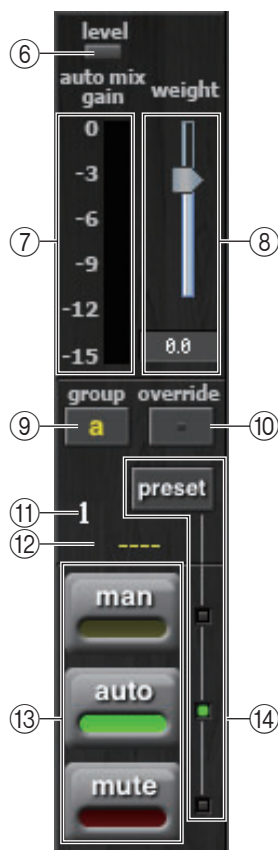 level
⑥
auto mix gain
weight
0
-3
-6
-9
-12
-15
⑦
⑧
0.0
group
override
⑨
a
⑩
preset
⑪
1
⑫
----
man
auto
mute
⑬
⑭